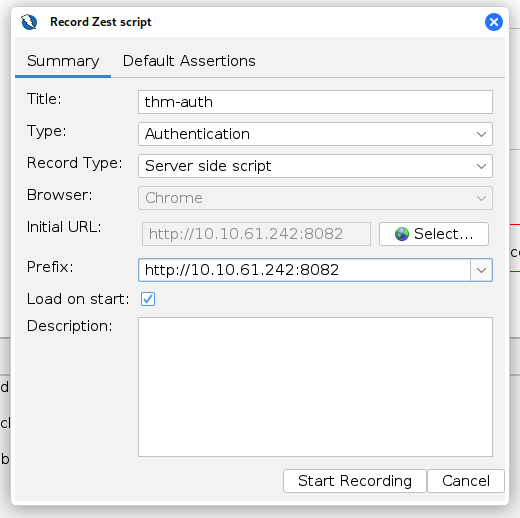 Record Zest script
Summary Default Assertions
Title: thm-auth
Type: Authentication
Record Type: Server side script
Browser: Chrome
Initial URL: http://10.10.61.242:8082 Select...
Prefix: http://10.10.61.242:8082
Load on start:
Description:
Start Recording Cancel